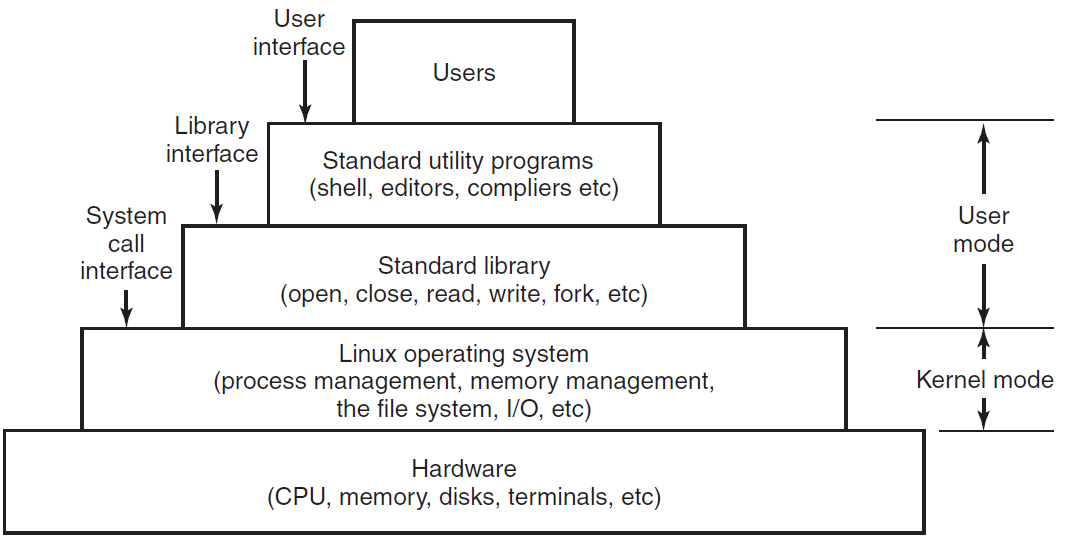 User
interface
Users
Library
interface
Standard utility programs
(shell, editors, compliers etc)
System
call
interface
User
mode
Standard library
(open, close, read, write, fork, etc)
Linux operating system
(process management, memory management,
the file system, I/O, etc)
Kernel mode
Hardware
(CPU, memory, disks, terminals, etc)